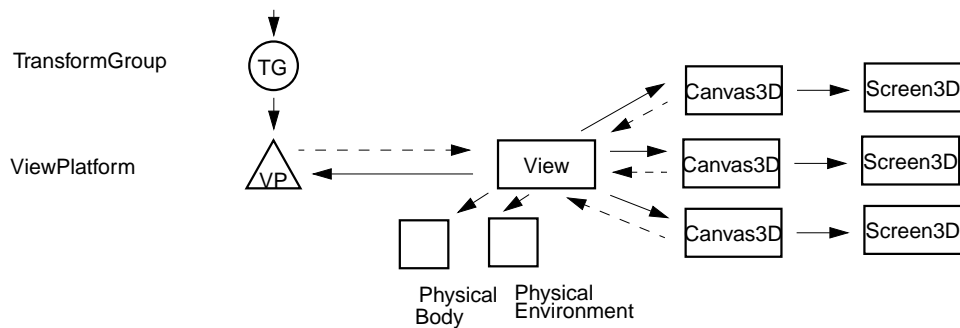 TransformGroup
TG
Canvas3D
Screen3D
ViewPlatform
VP
View
Canvas3D
Screen3D
Canvas3D
Screen3D
Physical
Body
Physical
Environment